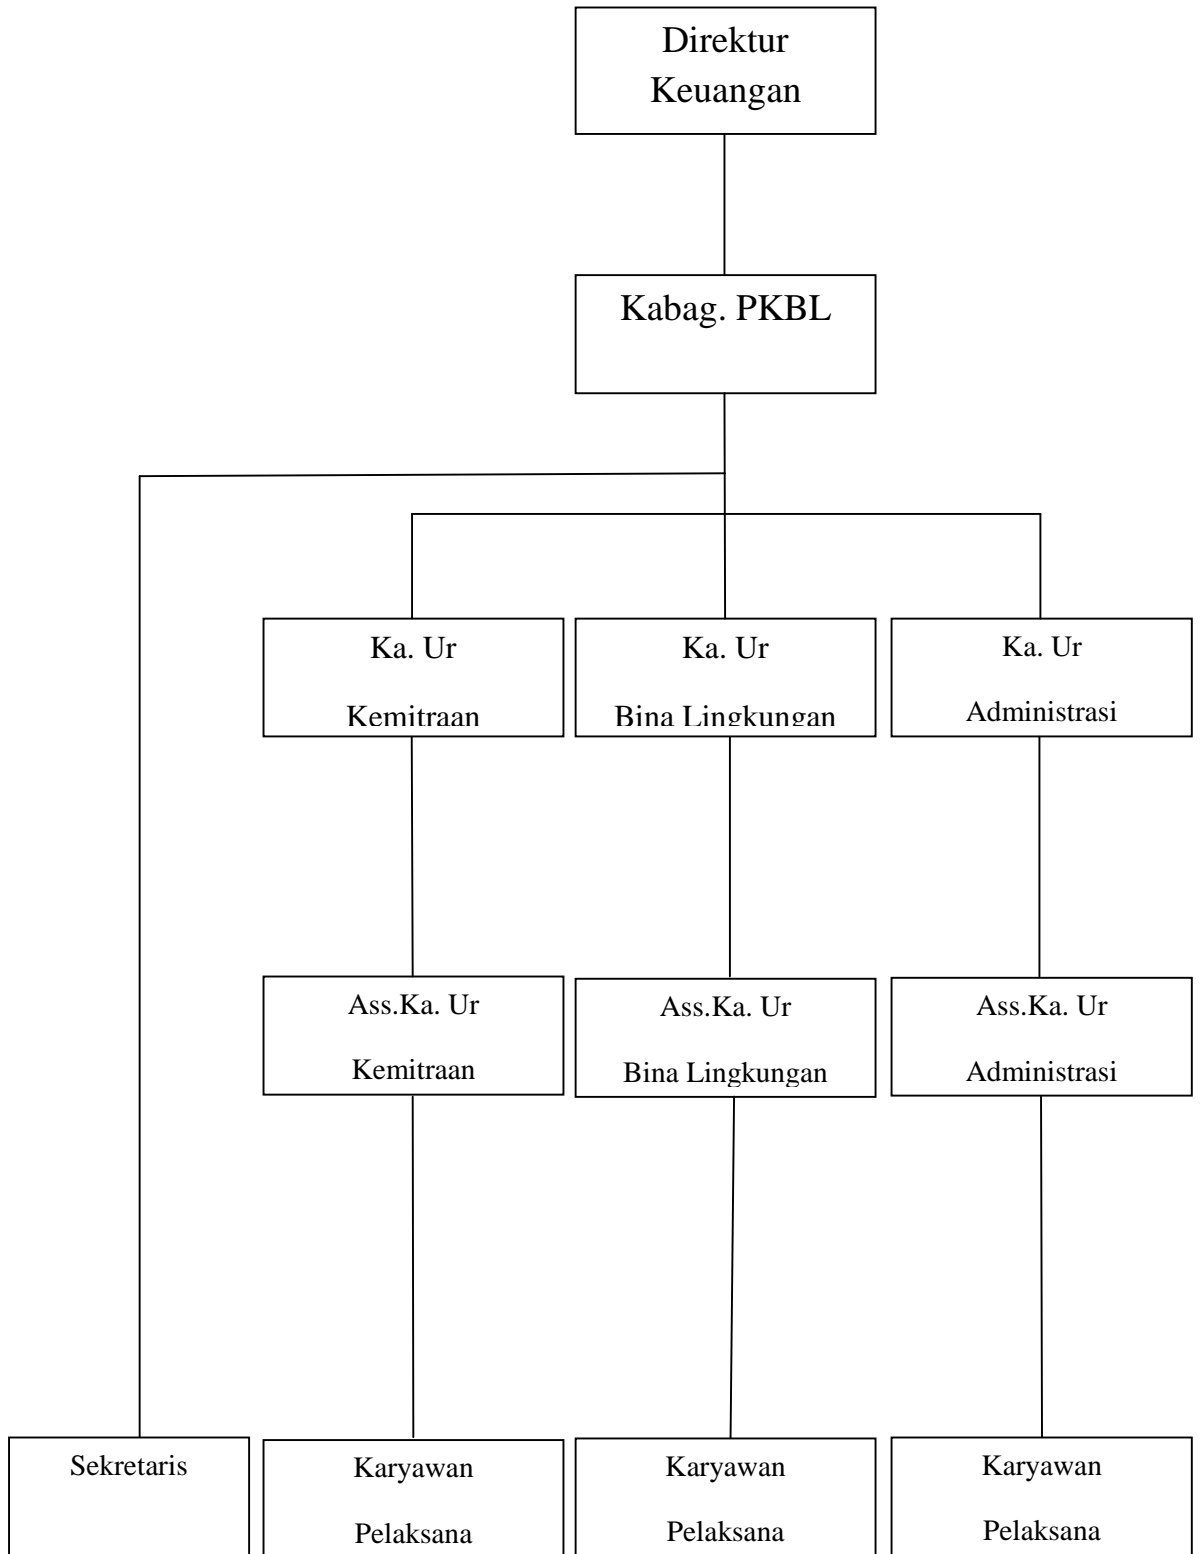 Direktur
Keuangan
Kabag. PKBL
Ka. Ur
Kemitraan
Ka. Ur
Bina Lingkungan
Ka. Ur
Administrasi
Ass.Ka. Ur
Kemitraan
Ass.Ka. Ur
Bina Lingkungan
Ass.Ka. Ur
Administrasi
Sekretaris
Karyawan
Pelaksana
Karyawan
Pelaksana
Karyawan
Pelaksana